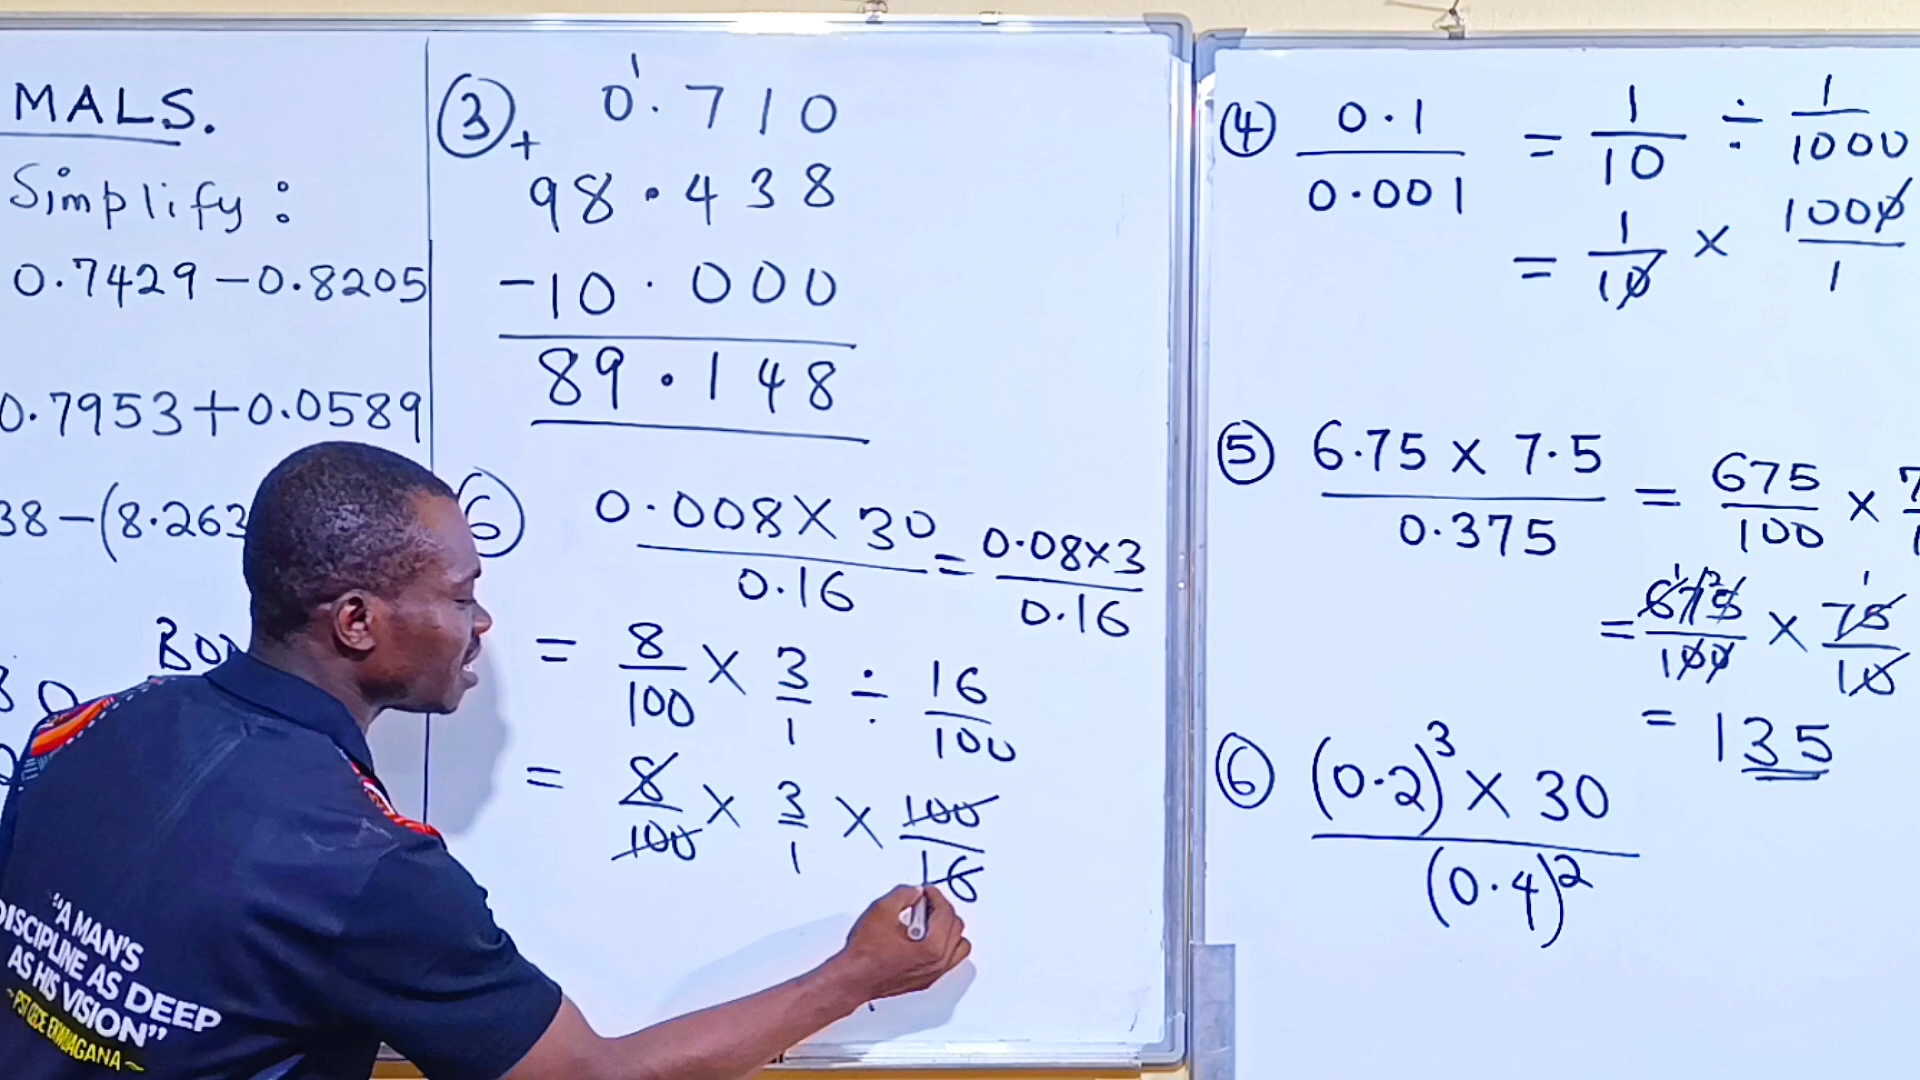 MALS.
Simplify:
0.7429 - 0.8205
0.7953 + 0.0589
38 - (8.263
③ 0.710
+
98.438
- 10.000
89.148
⑥ 0.008 × 30 / 0.16 = 0.08 × 3 / 0.16
= 8/100 × 3/1 ÷ 16/100
= 8/100 × 3/1 × 100/16
④ 0.1 / 0.001 = 1/10 ÷ 1/1000
= 1/10 × 1000/1
⑤ 6.75 × 7.5 / 0.375 = 675/100 ×
= 675/100 × 75/10
= 135
⑥ (0.2)³ × 30 / (0.4)²
"A MAN'S
DISCIPLINE AS DEEP
AS HIS VISION"